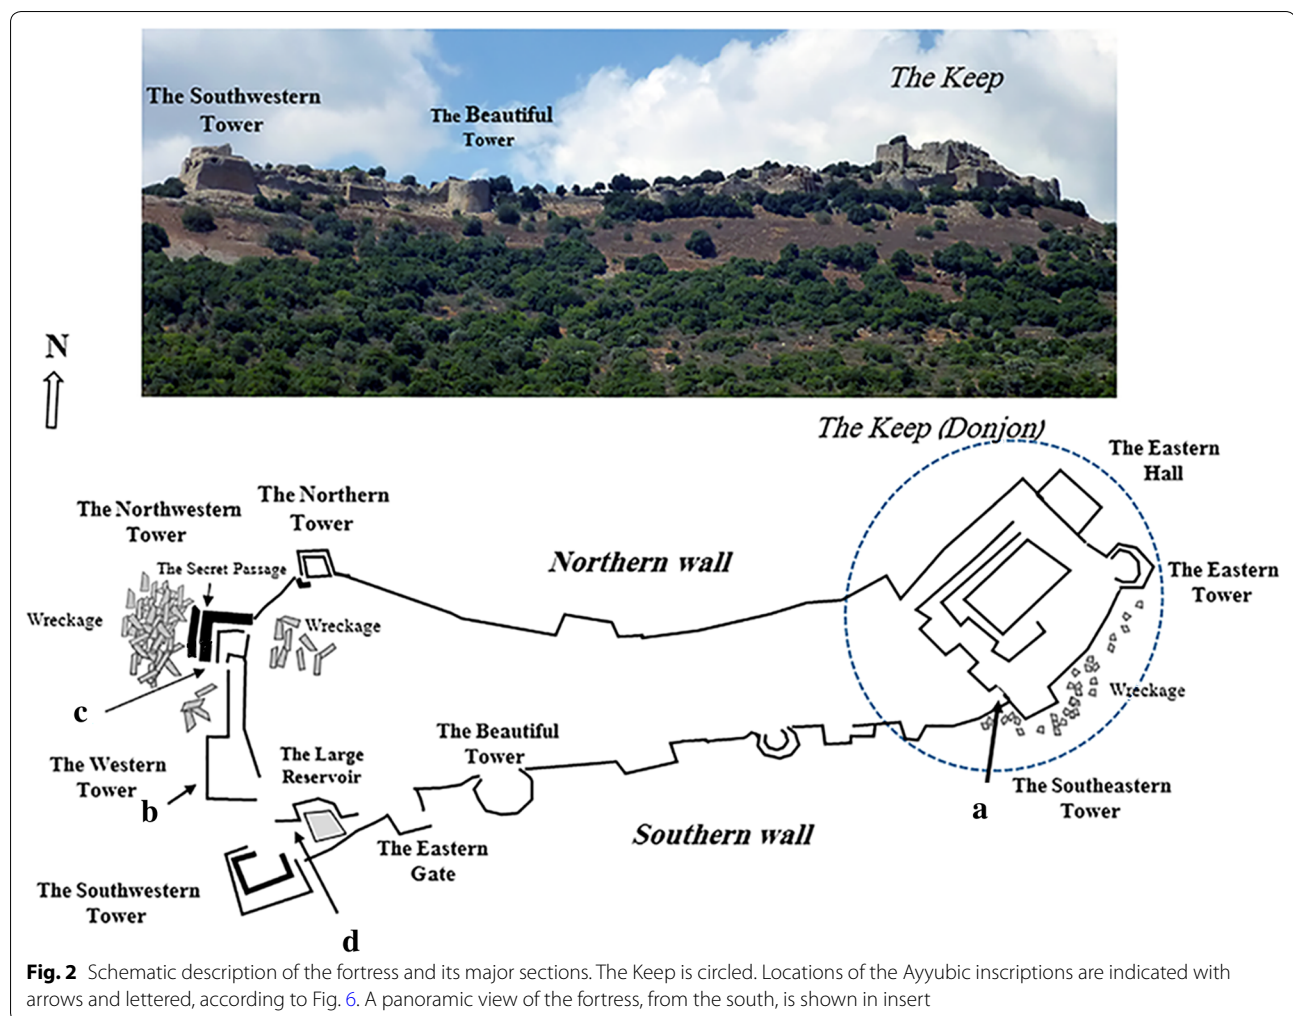 The Keep
The Southwestern
Tower
The Beautiful
Tower
N
The Keep (Donjon)
The Eastern
Hall
The Northern
Tower
The Northwestern
Tower
The Secret Passage
Northern wall
The Eastern
Tower
Wreckage
Wreckage
Wreckage
c
The Beautiful
Tower
The Large
Reservoir
The Western
Tower
b
a
The Southeastern
Tower
Southern wall
The Eastern
Gate
The Southwestern
Tower
d
Fig. 2 Schematic description of the fortress and its major sections. The Keep is circled. Locations of the Ayyubic inscriptions are indicated with
arrows and lettered, according to Fig. 6. A panoramic view of the fortress, from the south, is shown in insert